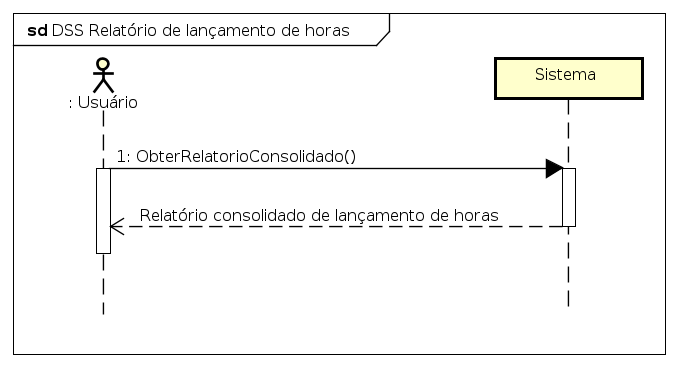 sd DSS Relatório de lançamento de horas
: Usuário
Sistema
1: ObterRelatorioConsolidado()
Relatório consolidado de lançamento de horas